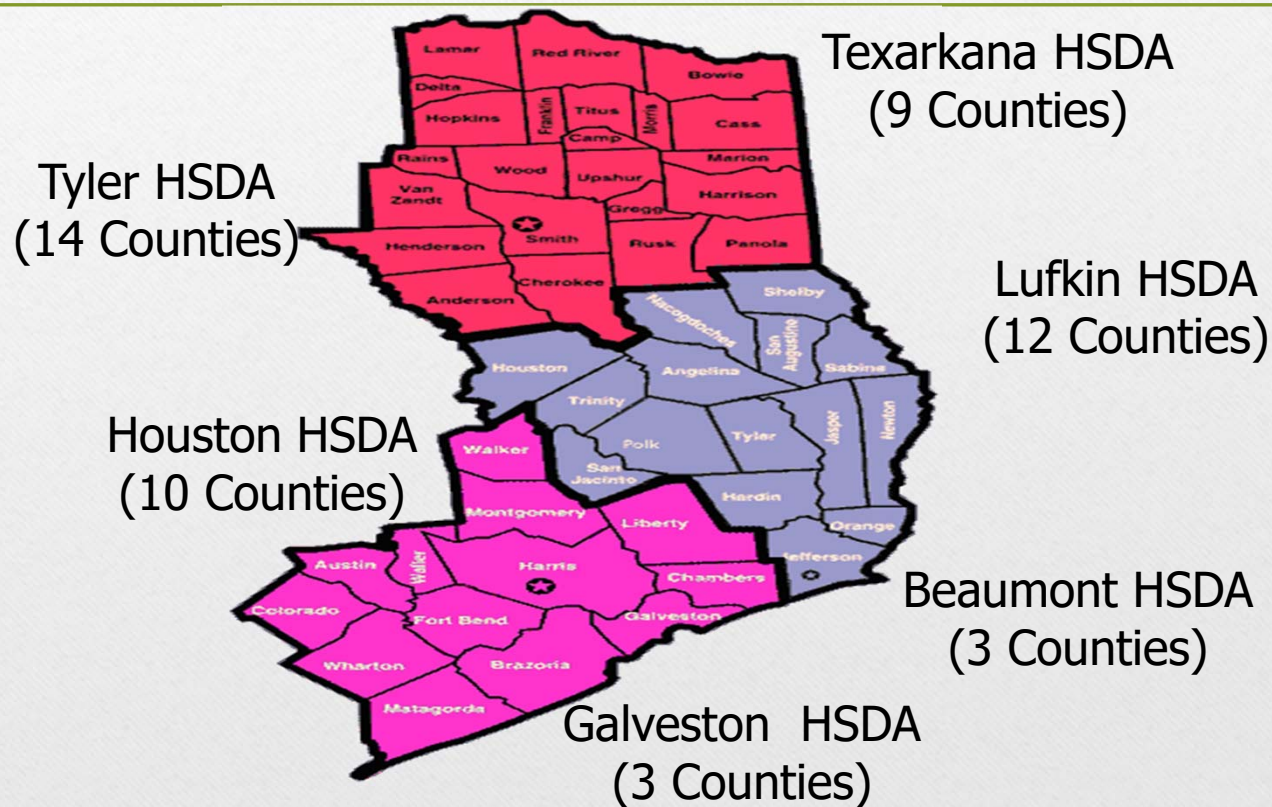 Texarkana HSDA
(9 Counties)
Tyler HSDA
(14 Counties)
Lufkin HSDA
(12 Counties)
Houston HSDA
(10 Counties)
Beaumont HSDA
(3 Counties)
Galveston HSDA
(3 Counties)
Lamar
Red River
Bowie
Delta
Hopkins
Franklin
Titus
Morris
Cass
Camp
Rains
Wood
Upshur
Marion
Van
Zandt
Harrison
Gregg
Smith
Henderson
Rusk
Panola
Cherokee
Anderson
Shelby
Nacogdoches
San
Augustine
Sabine
Houston
Angelina
Trinity
Polk
Tyler
Jasper
Newton
San
Jacinto
Hardin
Orange
Jefferson
Walker
Montgomery
Liberty
Austin
Waller
Harris
Chambers
Colorado
Fort Bend
Galveston
Wharton
Brazoria
Matagorda